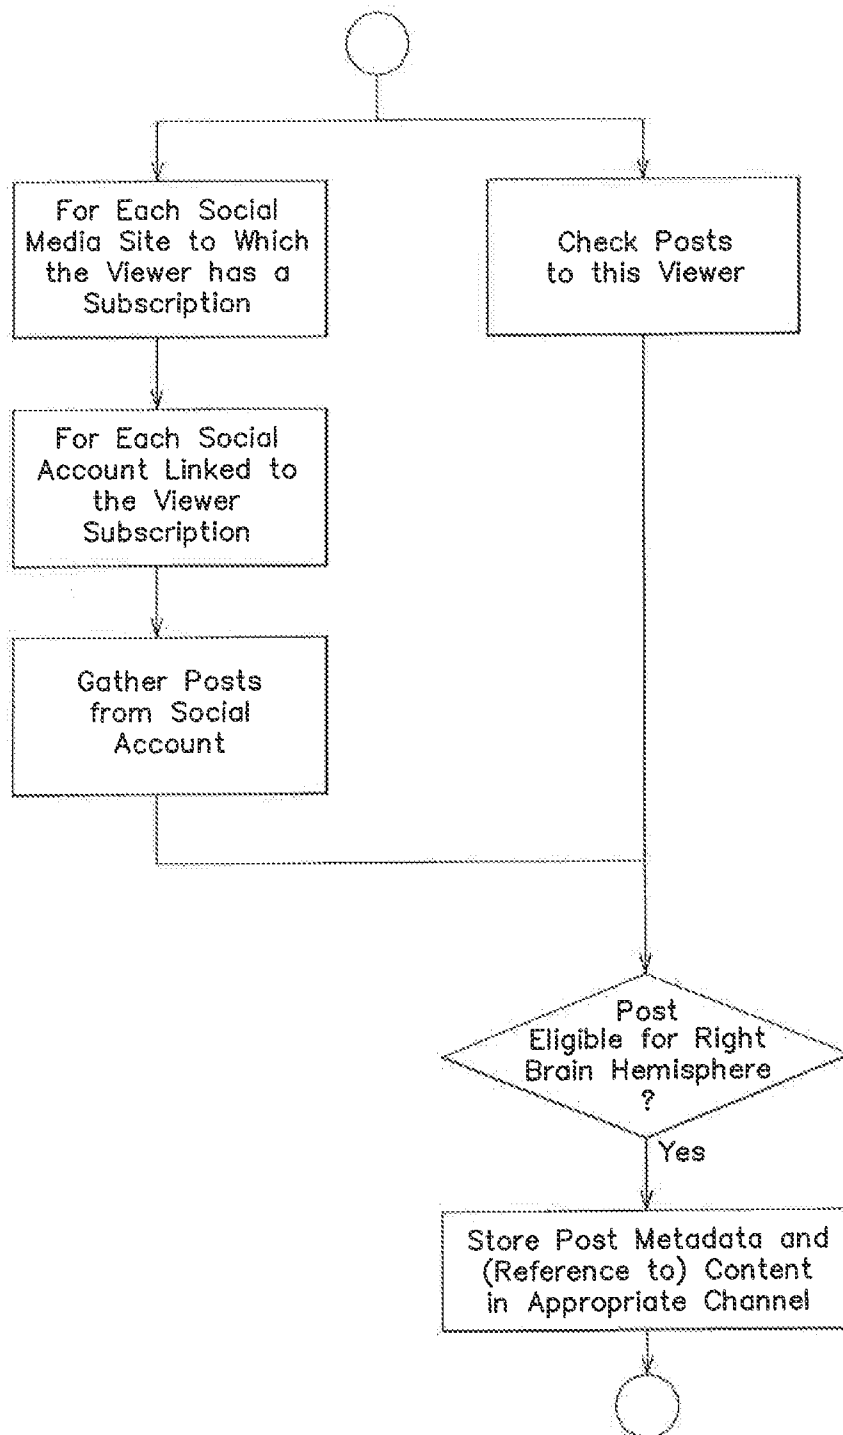 For Each Social
Media Site to Which
the Viewer has a
Subscription
Check Posts
to this Viewer
For Each Social
Account Linked to
the Viewer
Subscription
Gather Posts
from Social
Account
Post
Eligible for Right
Brain Hemisphere
?
Yes
Store Post Metadata and
(Reference to) Content
in Appropriate Channel